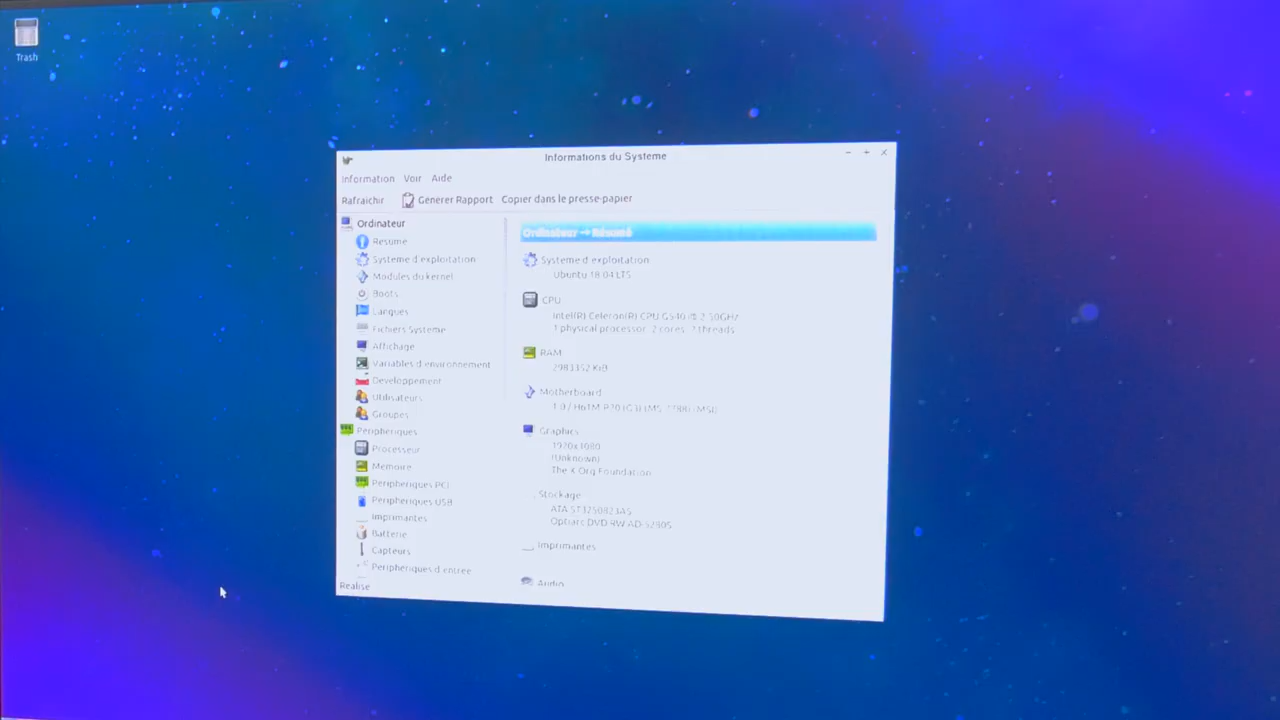 Trash
Informations du Systeme
Information Voir Aide
Rafraichir Generer Rapport Copier dans le presse-papier
Ordinateur
Resume
Systeme d'exploitation
Modules du kernel
Boots
Langues
Fichiers Systeme
Affichage
Variables d'environnement
Developpement
Utilisateurs
Groupes
Peripheriques
Processeur
Memoire
Peripheriques PCI
Peripheriques USB
Imprimantes
Batterie
Capteurs
Peripheriques d'entree
Realise
Ordinateur → Résumé
Systeme d'exploitation
Ubuntu 18.04 LTS
CPU
Intel(R) Celeron(R) CPU G540 @ 2.50GHz
1 physical processor; 2 cores; 2 threads
RAM
2983352 KiB
Motherboard
Graphics
1920x1080
(Unknown)
The X.Org Foundation
Stockage
ATA ST3250823AS
Optiarc DVD RW AD-5280S
Imprimantes
Audio